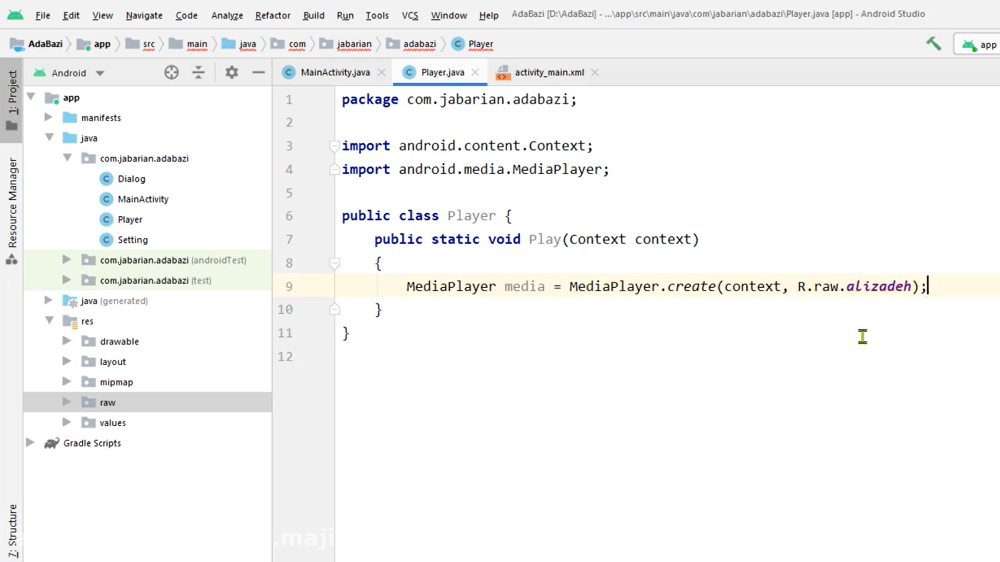 File Edit View Navigate Code Analyze Refactor Build Run Tools VCS Window Help AdaBazi [D:\AdaBazi] - ...\app\src\main\java\com\jabarian\adabazi\Player.java [app] - Android Studio
AdaBazi app src main java com jabarian adabazi Player app
Android MainActivity.java Player.java activity_main.xml
1: Project
Resource Manager
7: Structure
app
manifests
java
com.jabarian.adabazi
Dialog
MainActivity
Player
Setting
com.jabarian.adabazi (androidTest)
com.jabarian.adabazi (test)
java (generated)
res
drawable
layout
mipmap
raw
values
Gradle Scripts
1 package com.jabarian.adabazi;
2
3 import android.content.Context;
4 import android.media.MediaPlayer;
5
6 public class Player {
7 public static void Play(Context context)
8 {
9 MediaPlayer media = MediaPlayer.create(context, R.raw.alizadeh);
10 }
11 }
12